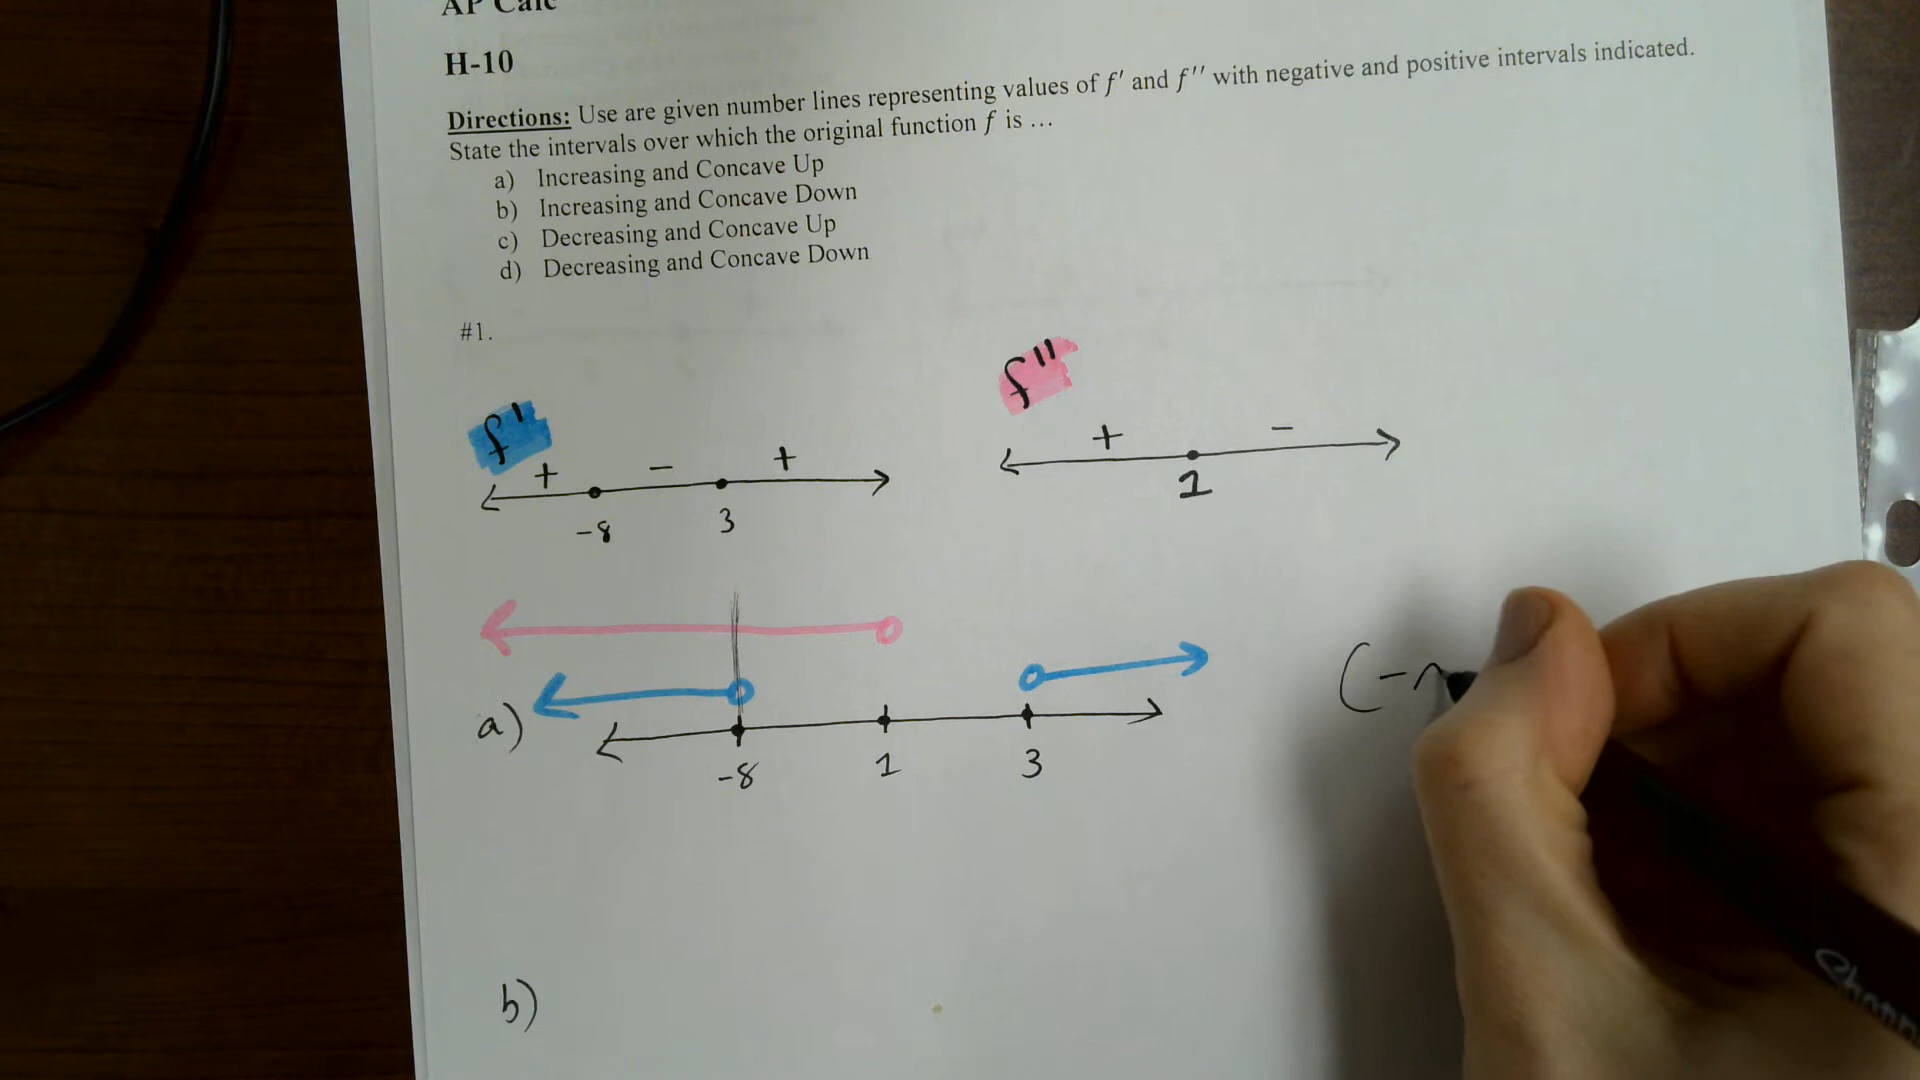 AP Calc
H-10
Directions: Use are given number lines representing values of f′ and f′′ with negative and positive intervals indicated.
State the intervals over which the original function f is …
a) Increasing and Concave Up
b) Increasing and Concave Down
c) Decreasing and Concave Up
d) Decreasing and Concave Down
#1.
f′
+ − +
-8 3
f′′
+ −
1
a)
-8 1 3
(-
b)